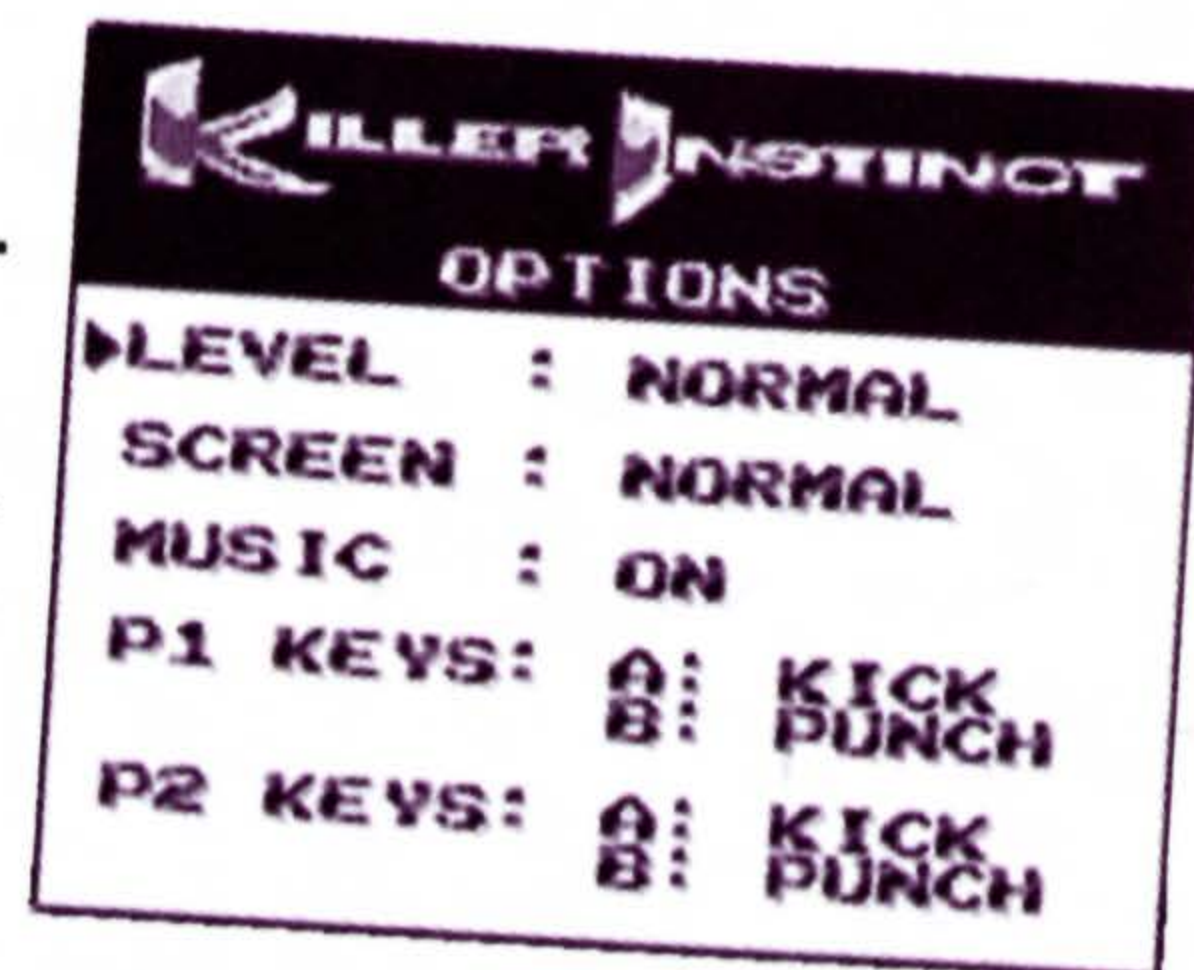 KILLER INSTINCT
OPTIONS
▶LEVEL : NORMAL
SCREEN : NORMAL
MUSIC : ON
P1 KEYS: A: KICK
B: PUNCH
P2 KEYS: A: KICK
B: PUNCH